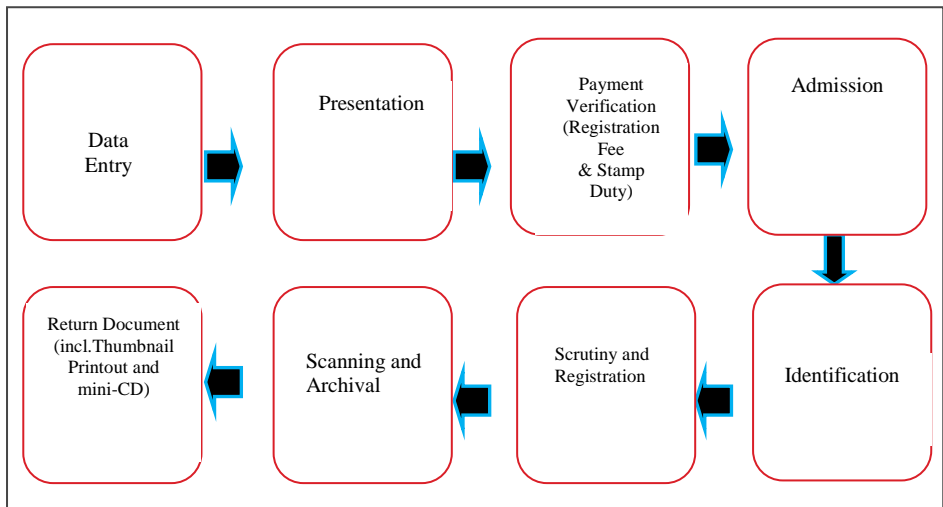 Data
Entry
Presentation
Payment
Verification
(Registration
Fee
& Stamp
Duty)
Admission
Identification
Scrutiny and
Registration
Scanning and
Archival
Return Document
(incl.Thumbnail
Printout and
mini-CD)